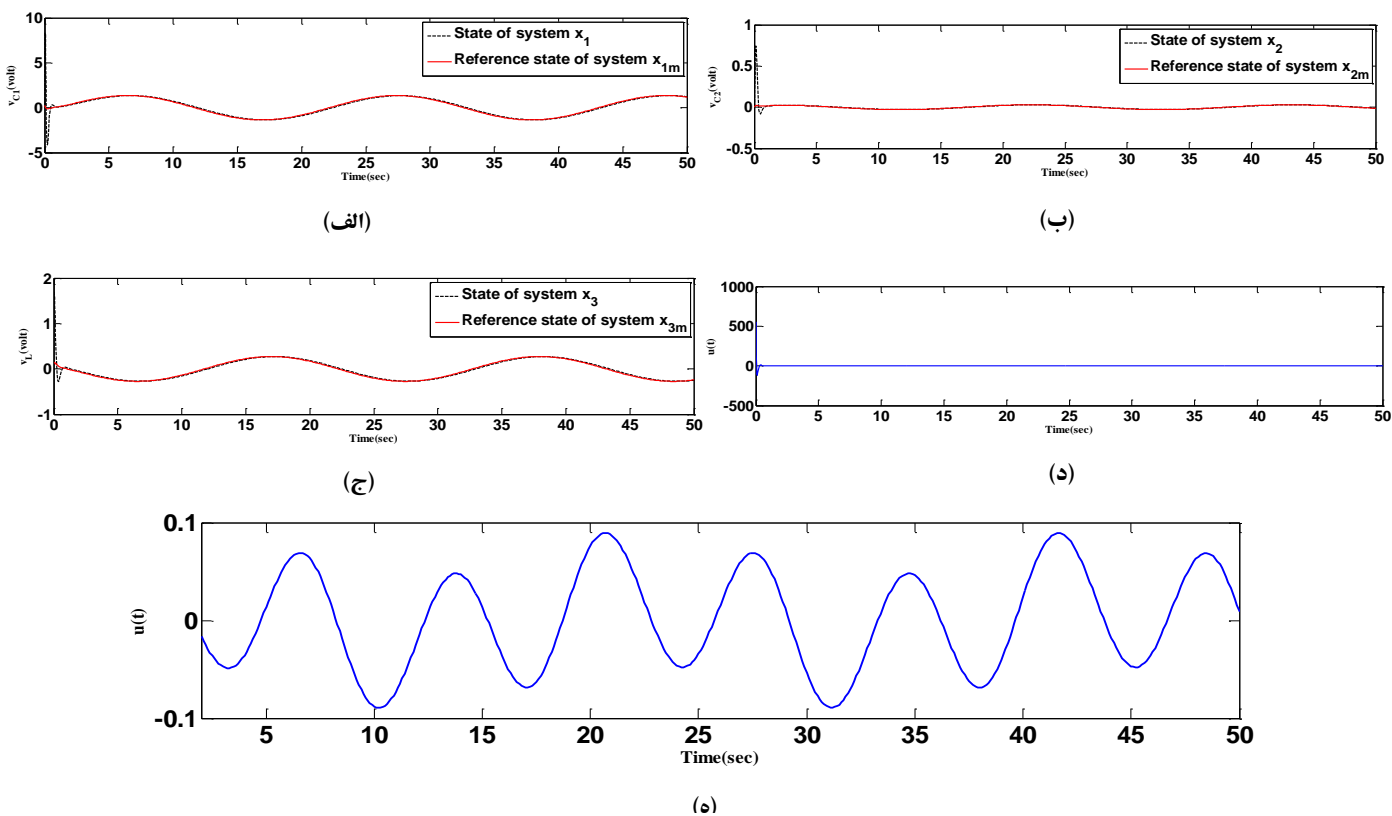 10
5
0
-5
v_C1(volt)
State of system x_1
Reference state of system x_1m
0 5 10 15 20 25 30 35 40 45 50
Time(sec)
(الف)
1
0.5
0
-0.5
v_C2(volt)
State of system x_2
Reference state of system x_2m
0 5 10 15 20 25 30 35 40 45 50
Time(sec)
(ب)
2
1
0
-1
v_L(volt)
State of system x_3
Reference state of system x_3m
0 5 10 15 20 25 30 35 40 45 50
Time(sec)
(ج)
1000
500
0
-500
u(t)
0 5 10 15 20 25 30 35 40 45 50
Time(sec)
(د)
0.1
0
-0.1
u(t)
5 10 15 20 25 30 35 40 45 50
Time(sec)
(ه)